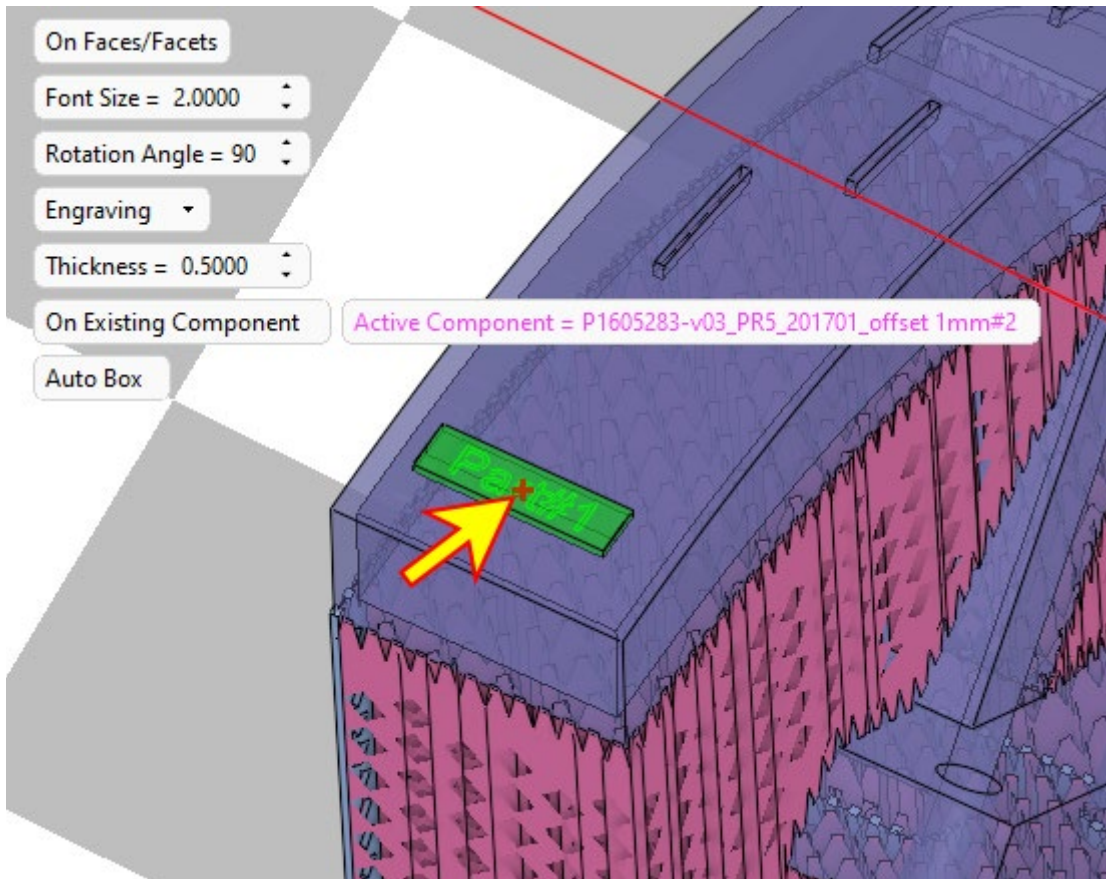 On Faces/Facets
Font Size = 2.0000
Rotation Angle = 90
Engraving
Thickness = 0.5000
On Existing Component
Active Component = P1605283-v03_PR5_201701_offset 1mm#2
Auto Box
Part#1